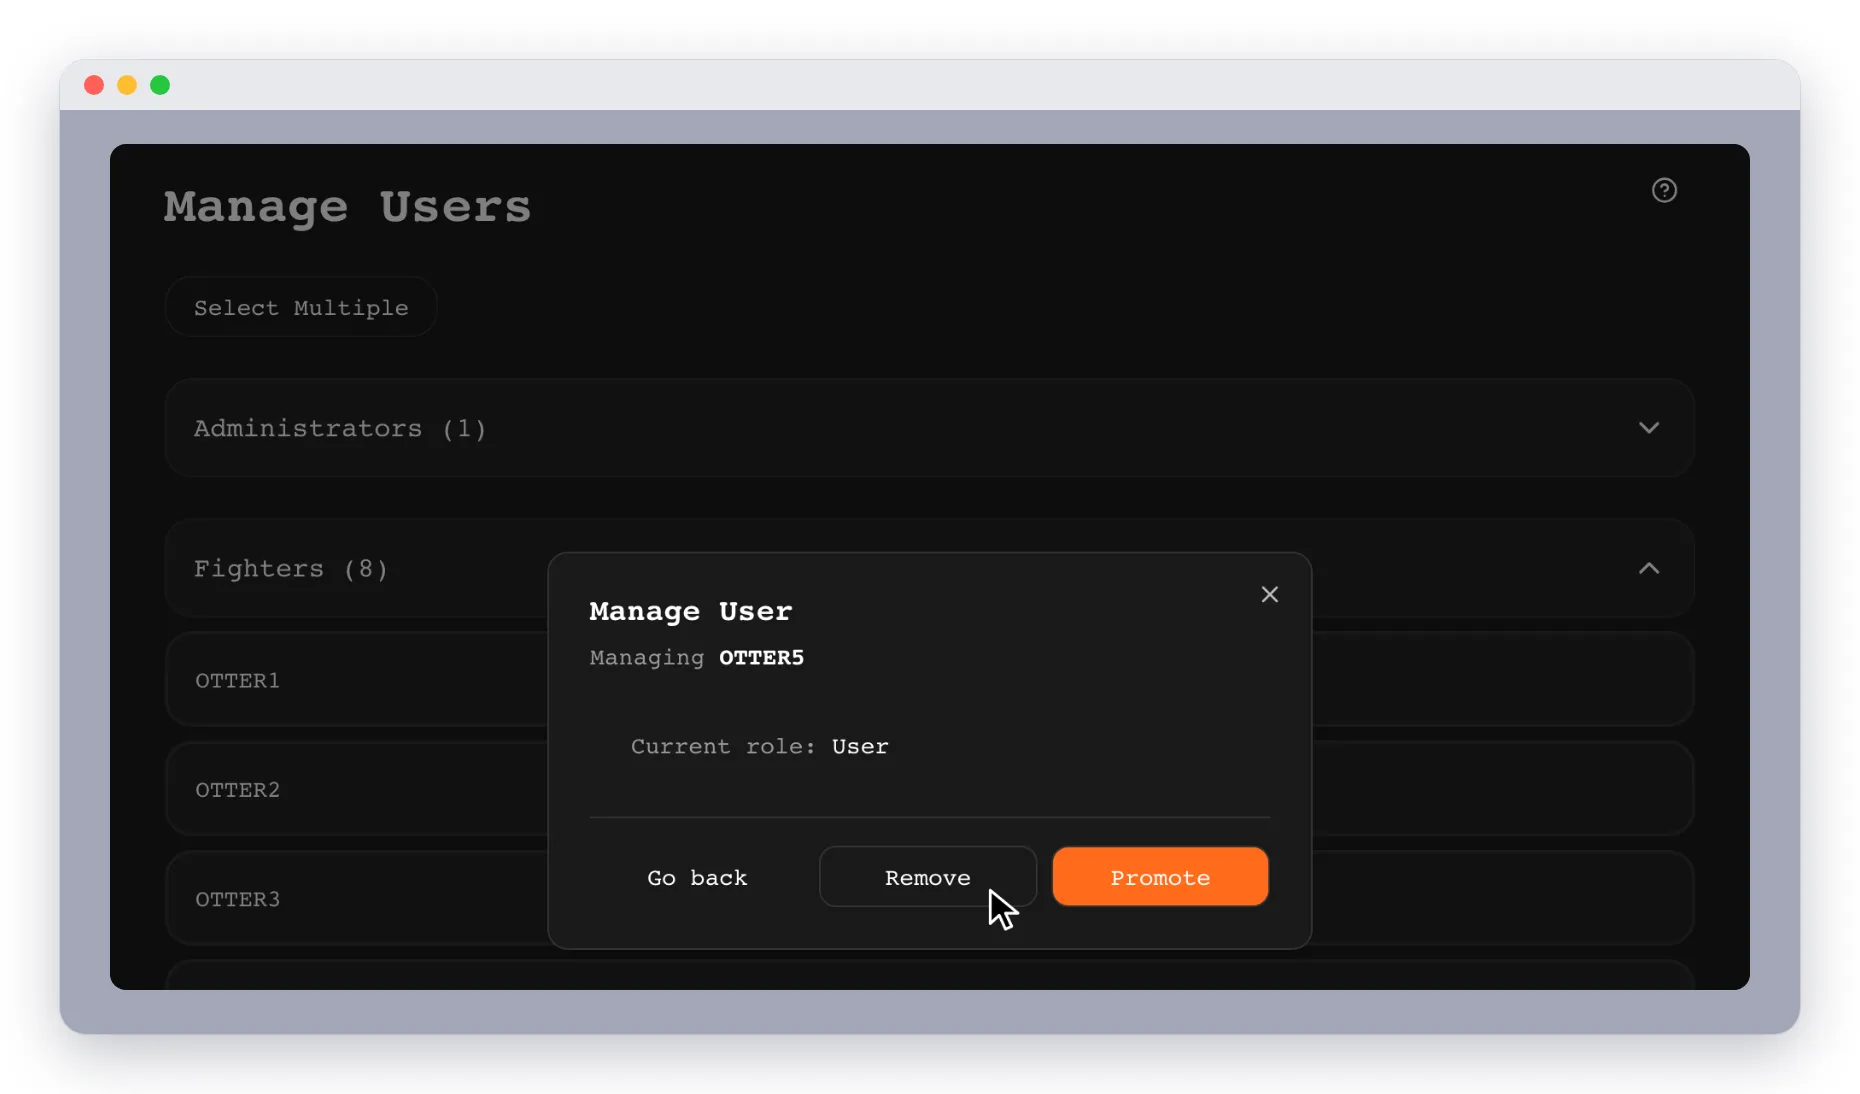 Manage Users
Select Multiple
Administrators (1)
Fighters (8)
Manage User
Managing OTTER5
Current role: User
Go back
Remove
Promote
OTTER1
OTTER2
OTTER3